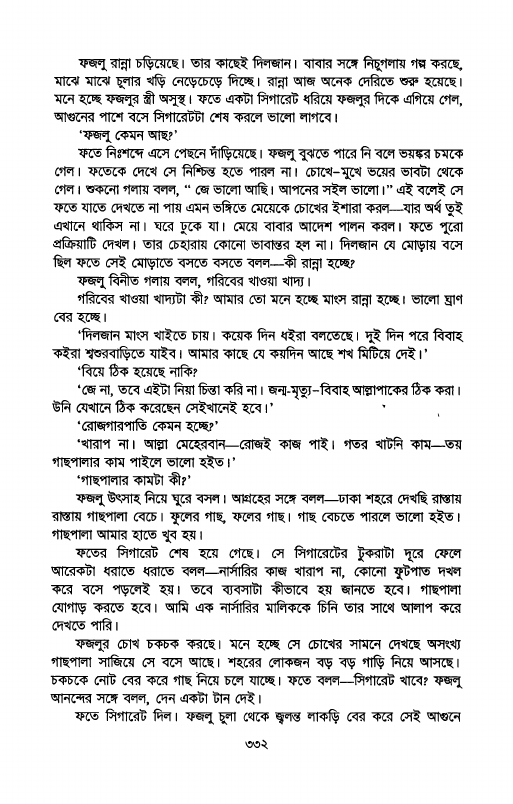 ফজলু রান্না চড়িয়েছে। তার কাছেই দিলজান। বাবার সঙ্গে নিচুগলায় গল্প করছে,
মাঝে মাঝে চুলার খড়ি নেড়েচেড়ে দিচ্ছে। রান্না আজ অনেক দেরিতে শুরু হয়েছে।
মনে হচ্ছে ফজলুর স্ত্রী অসুস্থ। ফতে একটা সিগারেট ধরিয়ে ফজলুর দিকে এগিয়ে গেল,
আগুনের পাশে বসে সিগারেটটা শেষ করলে ভালো লাগবে।
'ফজলু কেমন আছ?'
ফতে নিঃশব্দে এসে পেছনে দাঁড়িয়েছে। ফজলু বুঝতে পারে নি বলে ভয়ঙ্কর চমকে
গেল। ফতেকে দেখে সে নিশ্চিন্ত হতে পারল না। চোখে-মুখে ভয়ের ভাবটা থেকে
গেল। শুকনো গলায় বলল, “ জে ভালো আছি। আপনের সইল ভালো।” এই বলেই সে
ফতে যাতে দেখতে না পায় এমন ভঙ্গিতে মেয়েকে চোখের ইশারা করল—যার অর্থ তুই
এখানে থাকিস না। ঘরে ঢুকে যা। মেয়ে বাবার আদেশ পালন করল। ফতে পুরো
প্রক্রিয়াটি দেখল। তার চেহারায় কোনো ভাবান্তর হল না। দিলজান যে মোড়ায় বসে
ছিল ফতে সেই মোড়াতে বসতে বসতে বলল—কী রান্না হচ্ছে?
ফজলু বিনীত গলায় বলল, গরিবের খাওয়া খাদ্য।
গরিবের খাওয়া খাদ্যটা কী? আমার তো মনে হচ্ছে মাংস রান্না হচ্ছে। ভালো ঘ্রাণ
বের হচ্ছে।
'দিলজান মাংস খাইতে চায়। কয়েক দিন ধইরা বলতেছে। দুই দিন পরে বিবাহ
কইরা শ্বশুরবাড়িতে যাইব। আমার কাছে যে কয়দিন আছে শখ মিটিয়ে দেই।'
'বিয়ে ঠিক হয়েছে নাকি?'
'জে না, তবে এইটা নিয়া চিন্তা করি না। জন্ম-মৃত্যু-বিবাহ আল্লাপাকের ঠিক করা।
উনি যেখানে ঠিক করেছেন সেইখানেই হবে।'
'রোজগারপাতি কেমন হচ্ছে?'
'খারাপ না। আল্লা মেহেরবান—রোজই কাজ পাই। গতর খাটনি কাম—তয়
গাছপালার কাম পাইলে ভালো হইত।'
'গাছপালার কামটা কী?'
ফজলু উৎসাহ নিয়ে ঘুরে বসল। আগ্রহের সঙ্গে বলল—ঢাকা শহরে দেখছি রাস্তায়
রাস্তায় গাছপালা বেচে। ফুলের গাছ, ফলের গাছ। গাছ বেচতে পারলে ভালো হইত।
গাছপালা আমার হাতে খুব হয়।
ফতের সিগারেট শেষ হয়ে গেছে। সে সিগারেটের টুকরাটা দূরে ফেলে
আরেকটা ধরাতে ধরাতে বলল—নার্সারির কাজ খারাপ না, কোনো ফুটপাত দখল
করে বসে পড়লেই হয়। তবে ব্যবসাটা কীভাবে হয় জানতে হবে। গাছপালা
যোগাড় করতে হবে। আমি এক নার্সারির মালিককে চিনি তার সাথে আলাপ করে
দেখতে পারি।
ফজলুর চোখ চকচক করছে। মনে হচ্ছে সে চোখের সামনে দেখছে অসংখ্য
গাছপালা সাজিয়ে সে বসে আছে। শহরের লোকজন বড় বড় গাড়ি নিয়ে আসছে।
চকচকে নোট বের করে গাছ নিয়ে চলে যাচ্ছে। ফতে বলল—সিগারেট খাবে? ফজলু
আনন্দের সঙ্গে বলল, দেন একটা টান দেই।
ফতে সিগারেট দিল। ফজলু চুলা থেকে জ্বলন্ত লাকড়ি বের করে সেই আগুনে
৩৩২